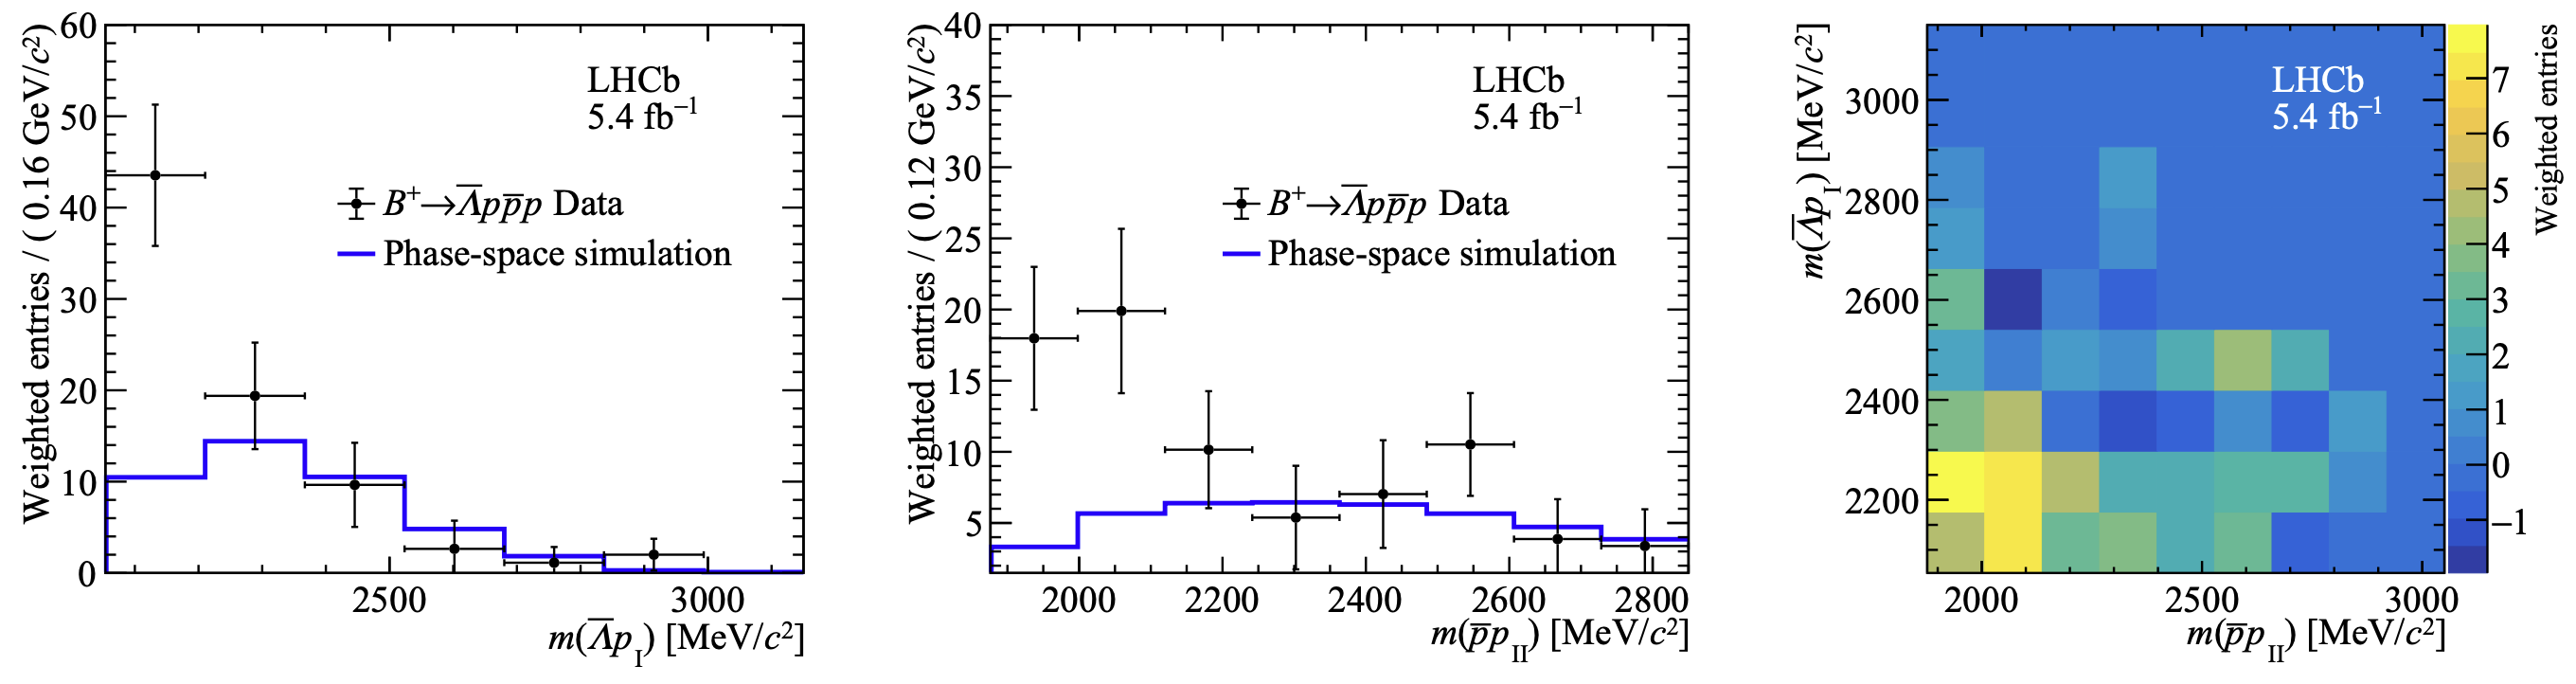 Weighted entries / ( 0.16 GeV/c²)
60
50
40
30
20
10
0
LHCb
5.4 fb⁻¹
B⁺→Λ̅pp̅p Data
Phase-space simulation
2500 3000
m(Λ̅p_I) [MeV/c²]
Weighted entries / ( 0.12 GeV/c²)
40
35
30
25
20
15
10
5
LHCb
5.4 fb⁻¹
B⁺→Λ̅pp̅p Data
Phase-space simulation
2000 2200 2400 2600 2800
m(p̅p_II) [MeV/c²]
m(Λ̅p_I) [MeV/c²]
3000
2800
2600
2400
2200
LHCb
5.4 fb⁻¹
2000 2500 3000
m(p̅p_II) [MeV/c²]
7
6
5
4
3
2
1
0
−1
Weighted entries